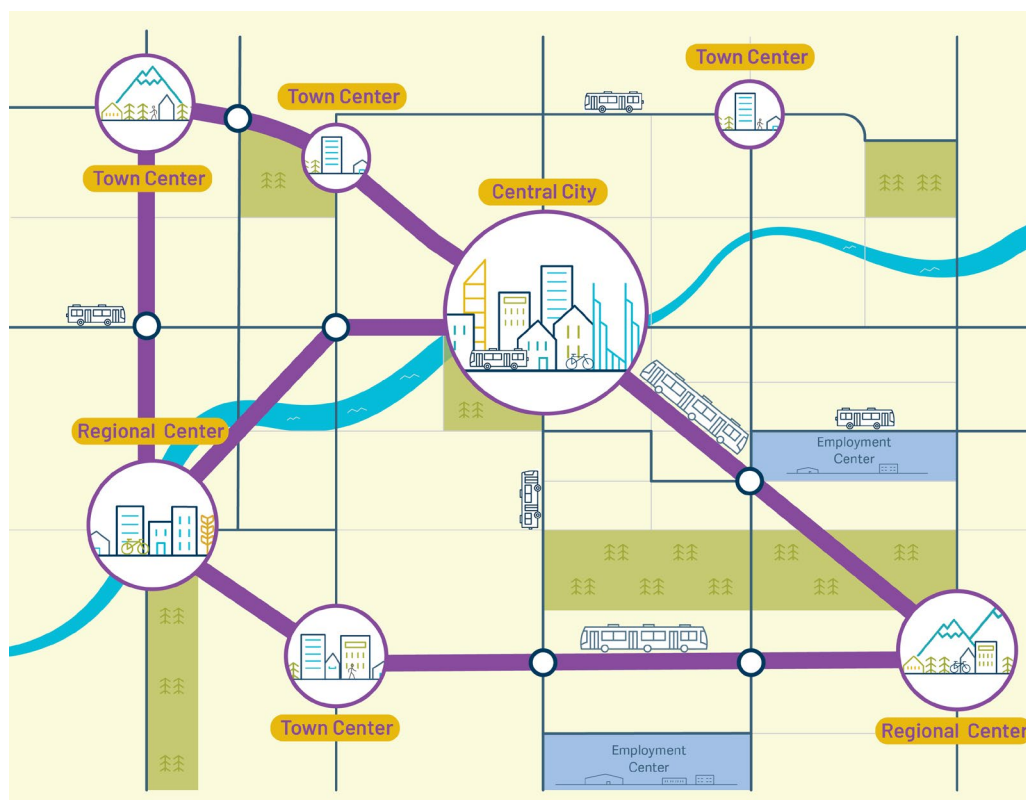 Town Center
Town Center
Town Center
Central City
Regional Center
Employment
Center
Town Center
Regional Center
Employment
Center